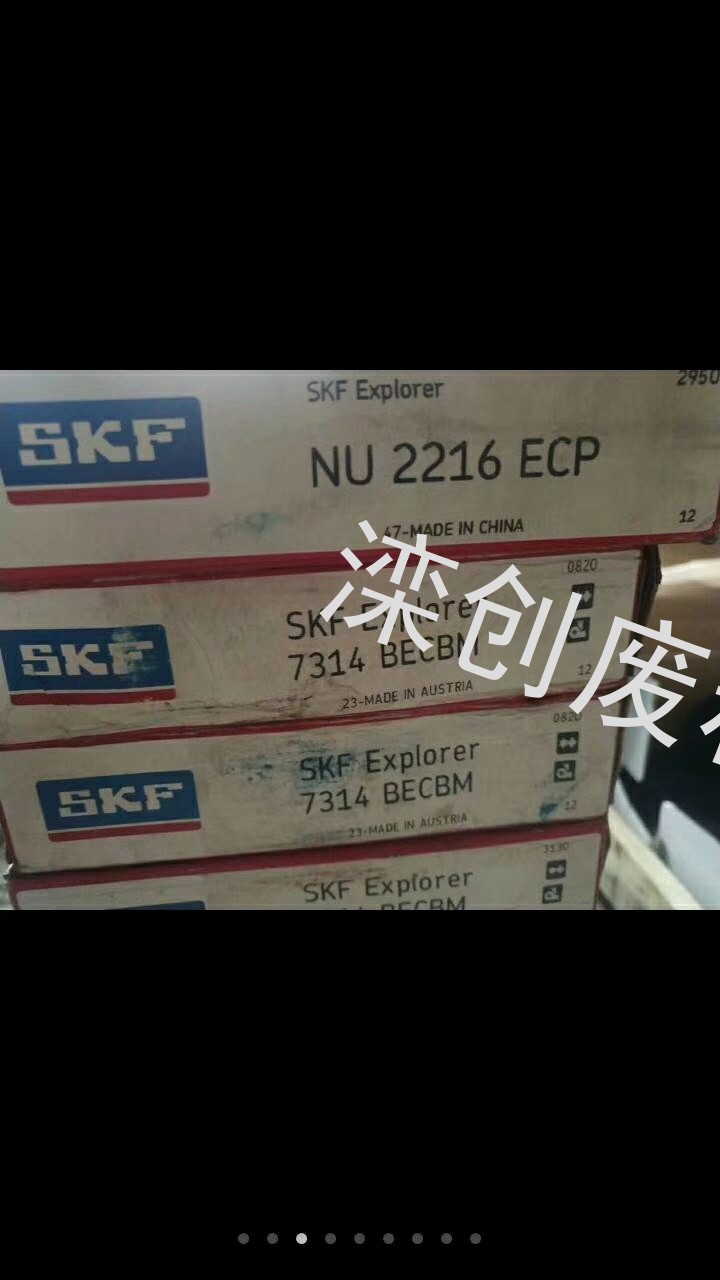 SKF Explorer
2950
SKF
NU 2216 ECP
47-MADE IN CHINA
12
滦创废
0820
SKF Explorer
SKF
7314 BECBM
23-MADE IN AUSTRIA
12
0820
SKF Explorer
SKF
7314 BECBM
23-MADE IN AUSTRIA
12
3130
SKF Explorer
BECBM